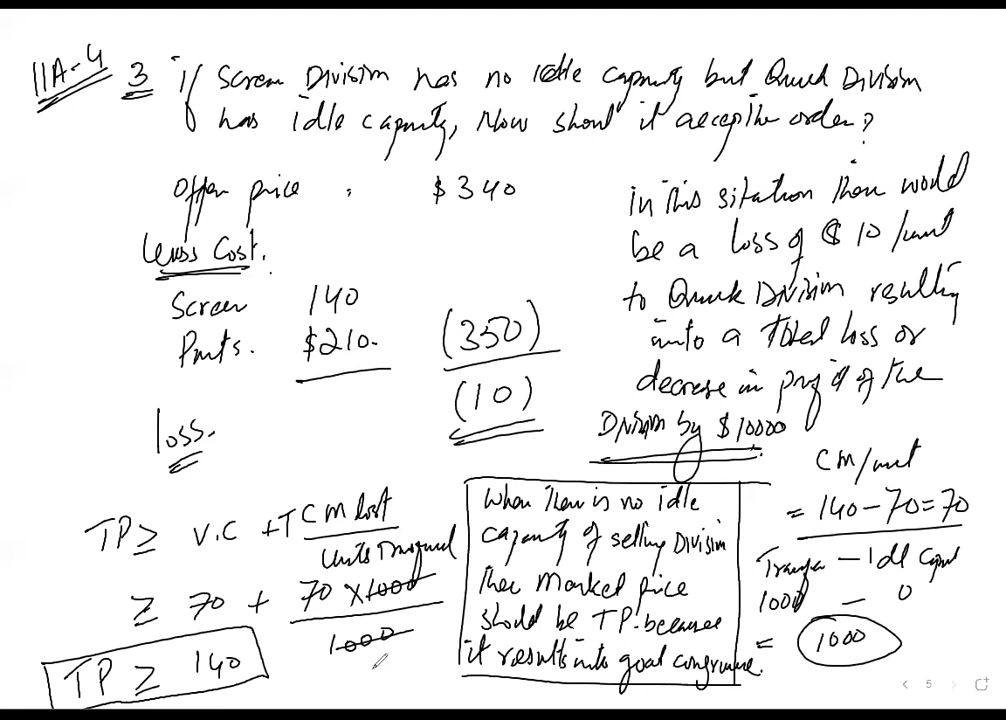 11A-4 3 If Screen Division has no idle capacity but Quark Division
has idle capacity, Now should it accept the order?
Offer price : $340
Less Cost.
Screen 140
Parts. $210. (350)
(10)
loss.
in this sitation there would
be a loss of $10/unit
to Quark Division resulting
into a total loss or
decrease in profit of the
Division by $10000
TP ≥ V.C + TCM lost
Units Transferred
≥ 70 + 70 × 1000
1000
TP ≥ 140
When there is no idle
capacity of selling Division
then Market price
should be TP because
it results into goal congruence.
CM/unit
= 140 - 70 = 70
Transfer - Idle Capacity
1000 - 0
= 1000
< 5 >